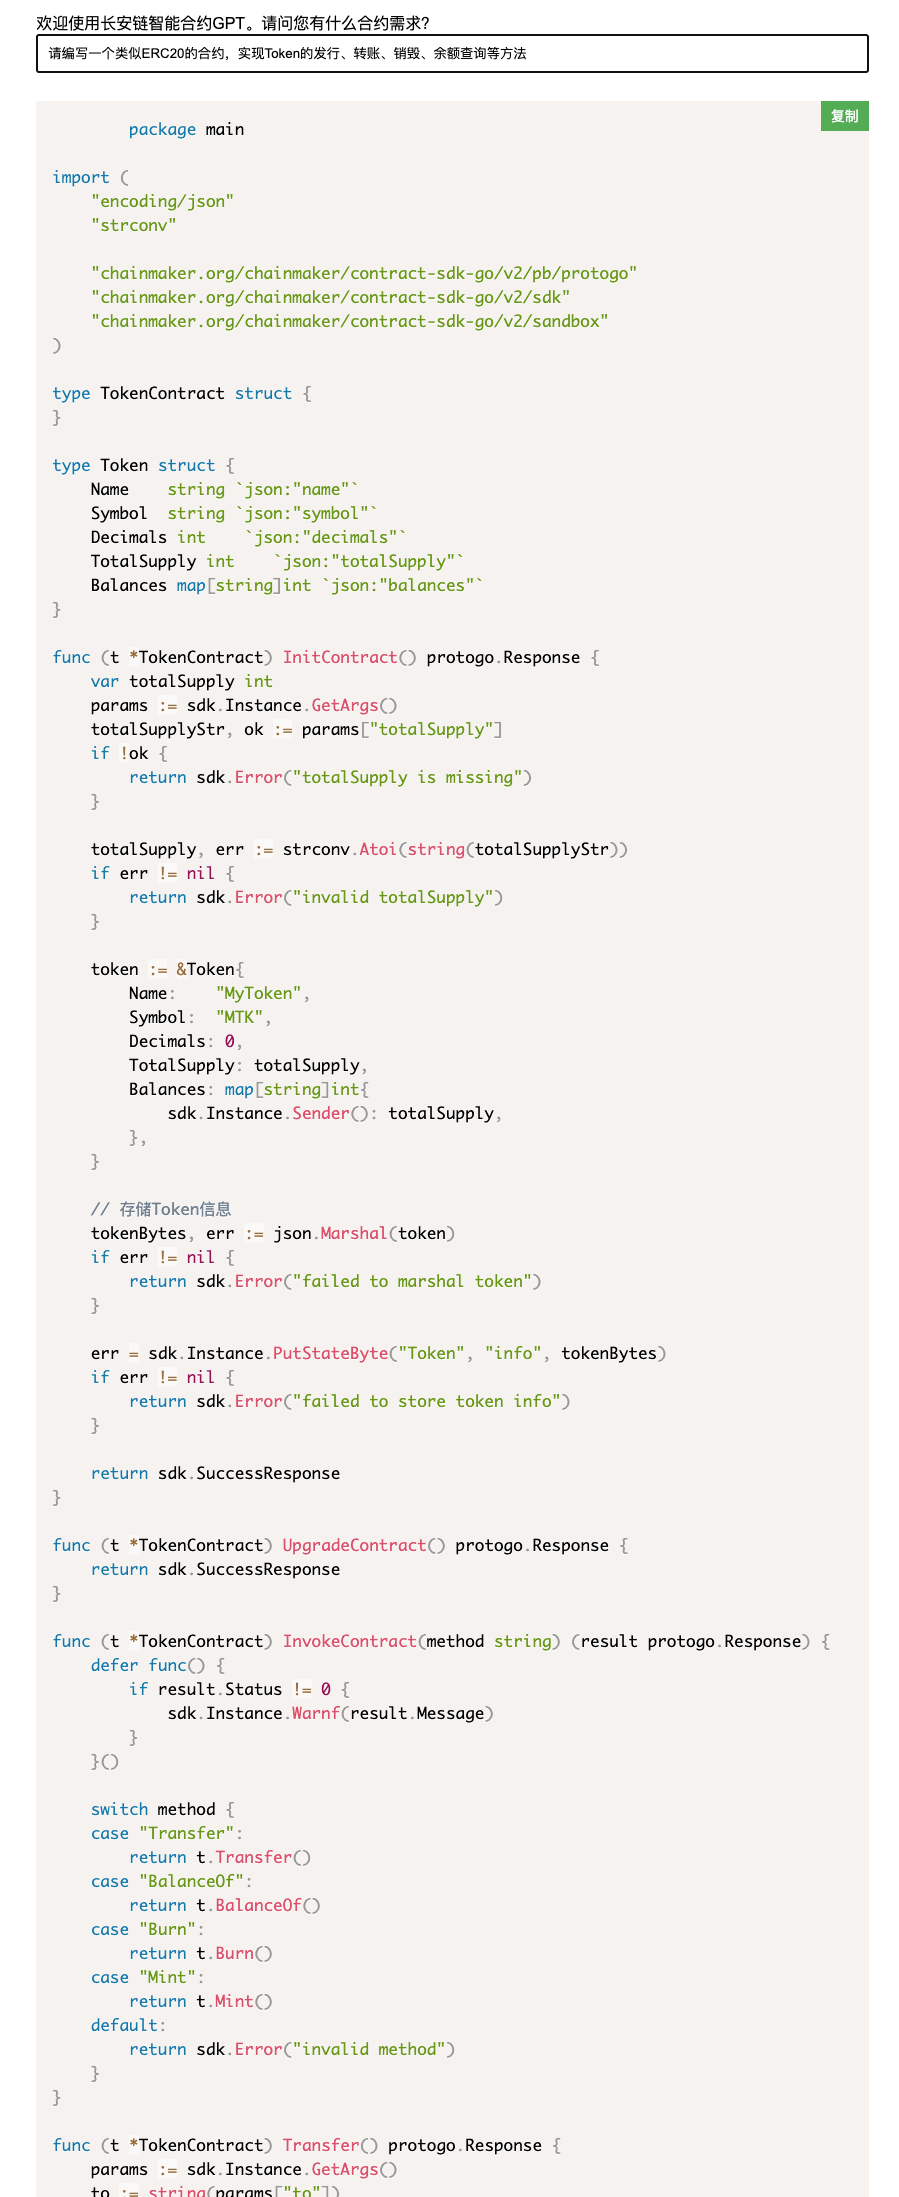 欢迎使用长安链智能合约GPT。请问您有什么合约需求?
请编写一个类似ERC20的合约，实现Token的发行、转账、销毁、余额查询等方法
复制
package main
import (
"encoding/json"
"strconv"
"chainmaker.org/chainmaker/contract-sdk-go/v2/pb/protogo"
"chainmaker.org/chainmaker/contract-sdk-go/v2/sdk"
"chainmaker.org/chainmaker/contract-sdk-go/v2/sandbox"
)
type TokenContract struct {
}
type Token struct {
Name    string `json:"name"`
Symbol  string `json:"symbol"`
Decimals int    `json:"decimals"`
TotalSupply int    `json:"totalSupply"`
Balances map[string]int `json:"balances"`
}
func (t *TokenContract) InitContract() protogo.Response {
var totalSupply int
params := sdk.Instance.GetArgs()
totalSupplyStr, ok := params["totalSupply"]
if !ok {
return sdk.Error("totalSupply is missing")
}
totalSupply, err := strconv.Atoi(string(totalSupplyStr))
if err != nil {
return sdk.Error("invalid totalSupply")
}
token := &Token{
Name:    "MyToken",
Symbol:  "MTK",
Decimals: 0,
TotalSupply: totalSupply,
Balances: map[string]int{
sdk.Instance.Sender(): totalSupply,
},
}
// 存储Token信息
tokenBytes, err := json.Marshal(token)
if err != nil {
return sdk.Error("failed to marshal token")
}
err = sdk.Instance.PutStateByte("Token", "info", tokenBytes)
if err != nil {
return sdk.Error("failed to store token info")
}
return sdk.SuccessResponse
}
func (t *TokenContract) UpgradeContract() protogo.Response {
return sdk.SuccessResponse
}
func (t *TokenContract) InvokeContract(method string) (result protogo.Response) {
defer func() {
if result.Status != 0 {
sdk.Instance.Warnf(result.Message)
}
}()
switch method {
case "Transfer":
return t.Transfer()
case "BalanceOf":
return t.BalanceOf()
case "Burn":
return t.Burn()
case "Mint":
return t.Mint()
default:
return sdk.Error("invalid method")
}
}
func (t *TokenContract) Transfer() protogo.Response {
params := sdk.Instance.GetArgs()
to := string(params["to"])